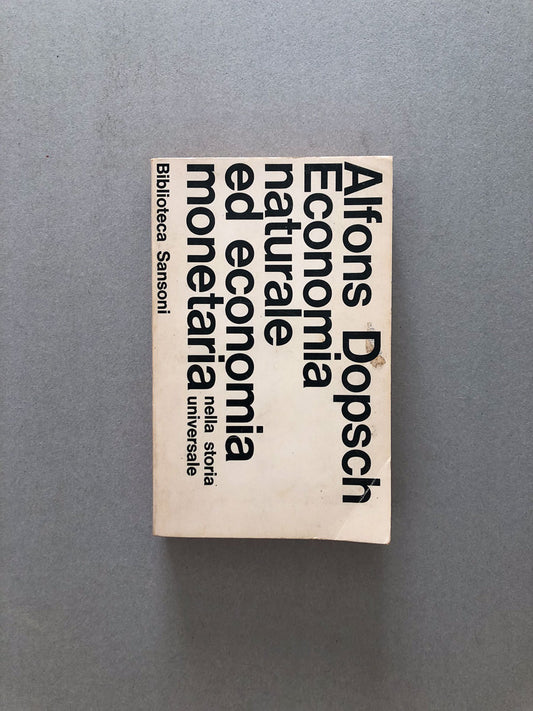 Alfons Dopsch
Economia
naturale
ed economia
monetaria
nella storia
universale
Biblioteca Sansoni